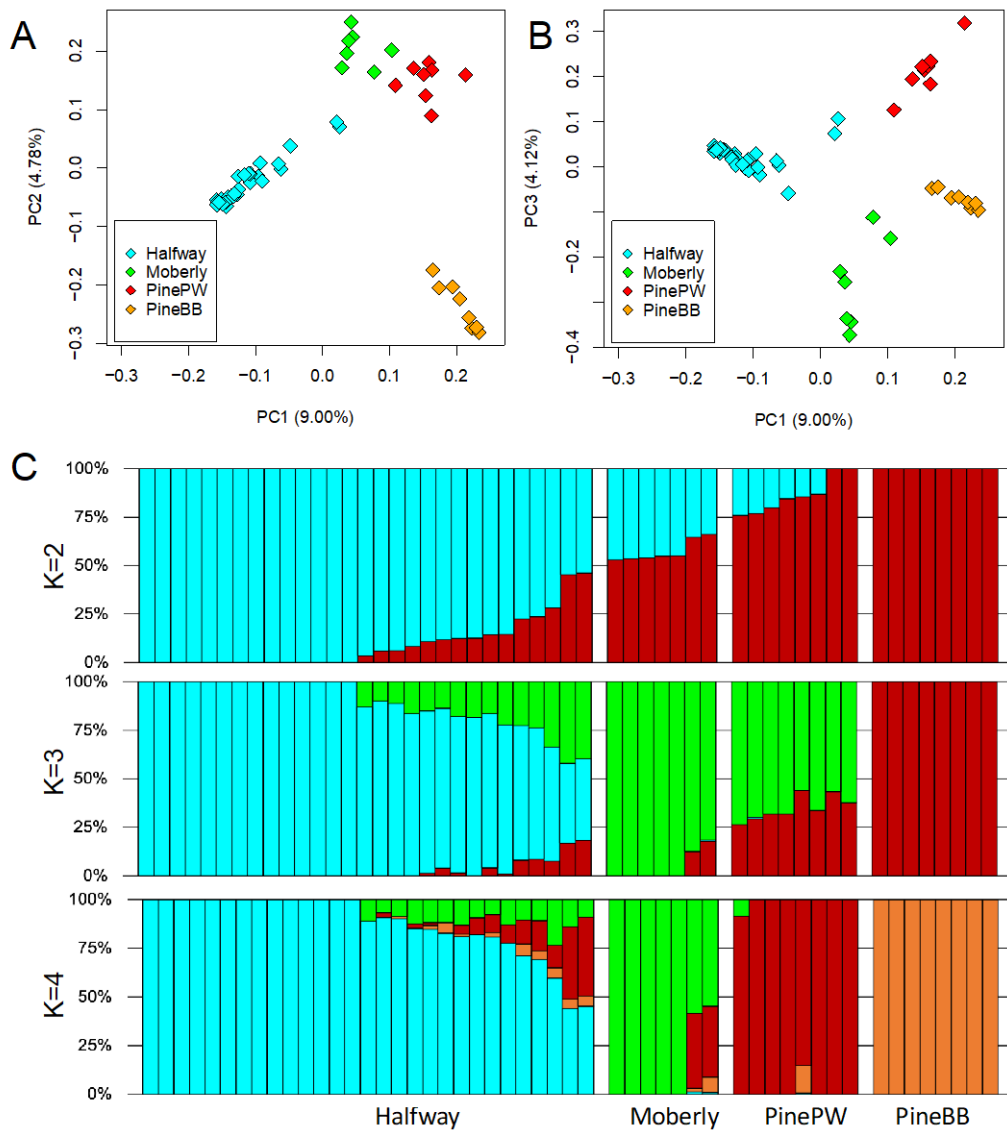 A
PC2 (4.78%)
0.2
0.1
0.0
−0.1
−0.2
−0.3
Halfway
Moberly
PinePW
PineBB
−0.3 −0.2 −0.1 0.0 0.1 0.2
PC1 (9.00%)
B
PC3 (4.12%)
0.3
0.2
0.1
0.0
−0.2
−0.4
Halfway
Moberly
PinePW
PineBB
−0.3 −0.2 −0.1 0.0 0.1 0.2
PC1 (9.00%)
C
K=2
100%
75%
50%
25%
0%
K=3
100%
75%
50%
25%
0%
K=4
100%
75%
50%
25%
0%
Halfway Moberly PinePW PineBB